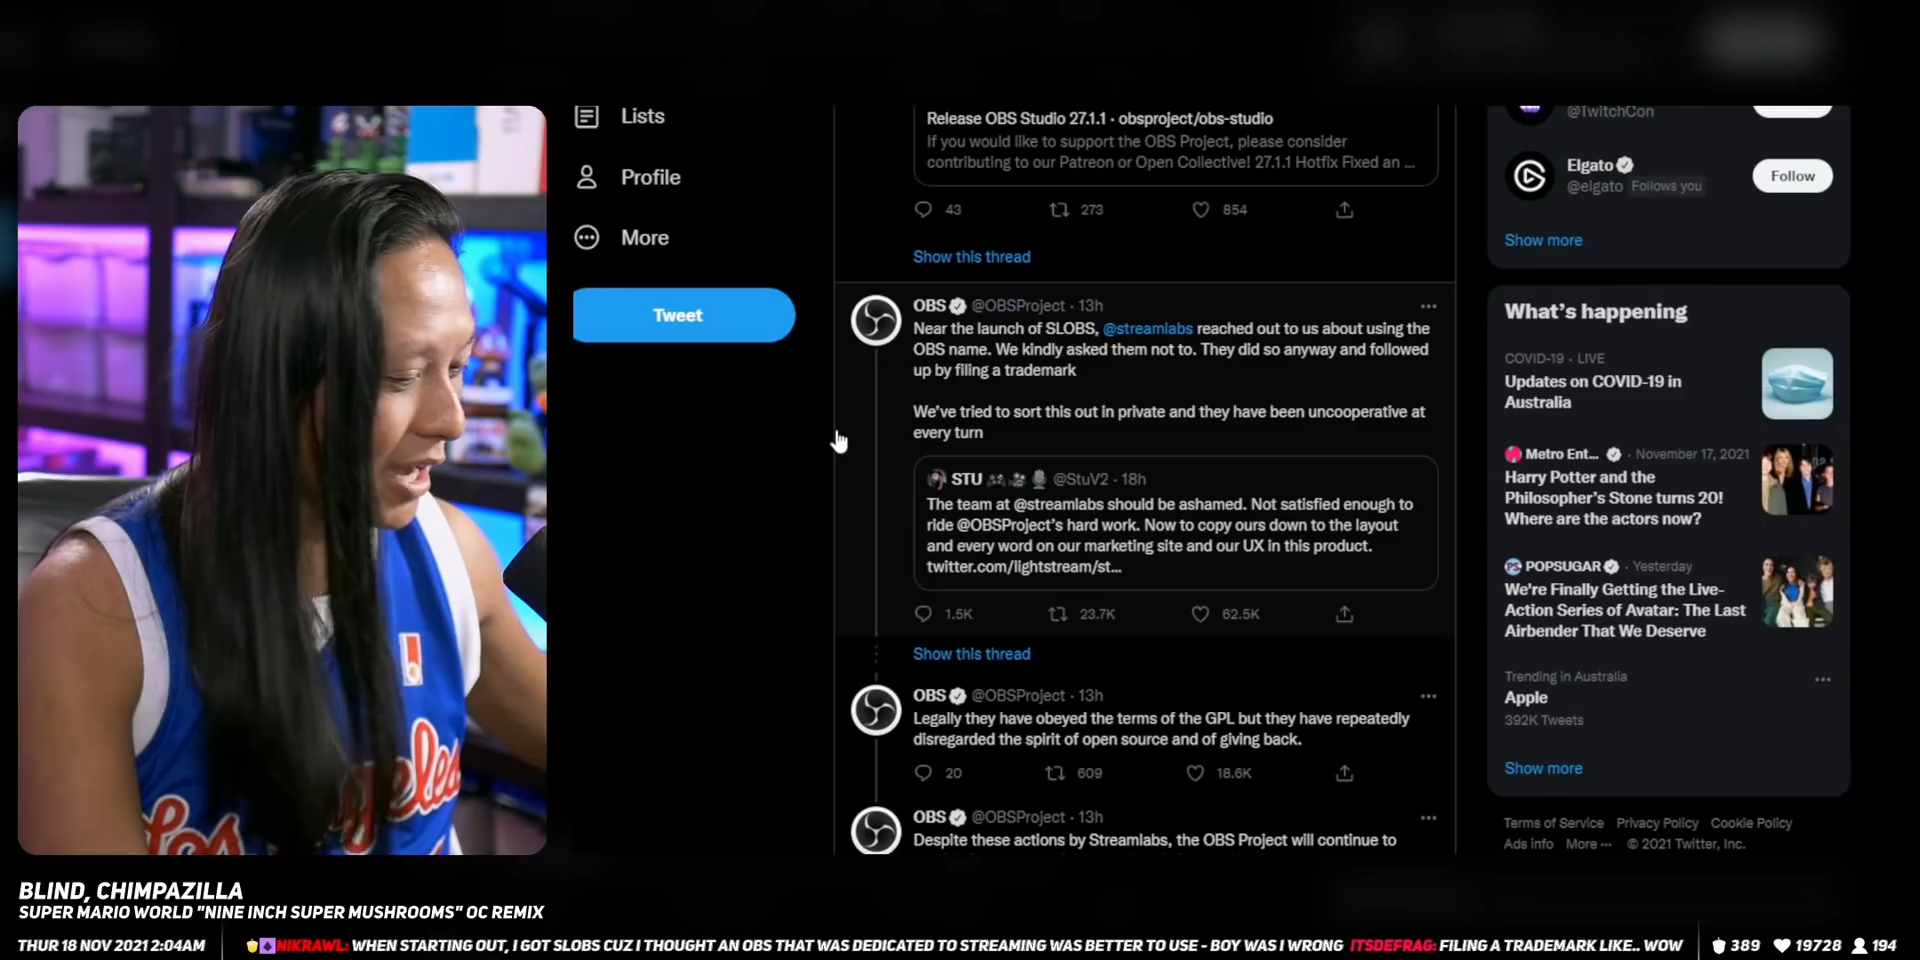 Lists
Profile
More
Tweet
Release OBS Studio 27.1.1 · obsproject/obs-studio
If you would like to support the OBS Project, please consider
contributing to our Patreon or Open Collective! 27.1.1 Hotfix Fixed an ...
43 273 854
Show this thread
OBS @OBSProject · 13h
Near the launch of SLOBS, @streamlabs reached out to us about using the
OBS name. We kindly asked them not to. They did so anyway and followed
up by filing a trademark
We've tried to sort this out in private and they have been uncooperative at
every turn
STU @StuV2 · 18h
The team at @streamlabs should be ashamed. Not satisfied enough to
ride @OBSProject's hard work. Now to copy ours down to the layout
and every word on our marketing site and our UX in this product.
twitter.com/lightstream/st...
1.5K 23.7K 62.5K
Show this thread
OBS @OBSProject · 13h
Legally they have obeyed the terms of the GPL but they have repeatedly
disregarded the spirit of open source and of giving back.
20 609 18.6K
OBS @OBSProject · 13h
Despite these actions by Streamlabs, the OBS Project will continue to
@TwitchCon
Elgato
@elgato Follows you
Follow
Show more
What's happening
COVID-19 · LIVE
Updates on COVID-19 in
Australia
Metro Ent... · November 17, 2021
Harry Potter and the
Philosopher's Stone turns 20!
Where are the actors now?
POPSUGAR · Yesterday
We're Finally Getting the Live-
Action Series of Avatar: The Last
Airbender That We Deserve
Trending in Australia
Apple
392K Tweets
Show more
Terms of Service Privacy Policy Cookie Policy
Ads info More ··· © 2021 Twitter, Inc.
BLIND, CHIMPAZILLA
SUPER MARIO WORLD "NINE INCH SUPER MUSHROOMS" OC REMIX
THUR 18 NOV 2021 2:04AM
NIKRAWL: WHEN STARTING OUT, I GOT SLOBS CUZ I THOUGHT AN OBS THAT WAS DEDICATED TO STREAMING WAS BETTER TO USE - BOY WAS I WRONG ITSDEFRAG: FILING A TRADEMARK LIKE.. WOW
389 19728 194